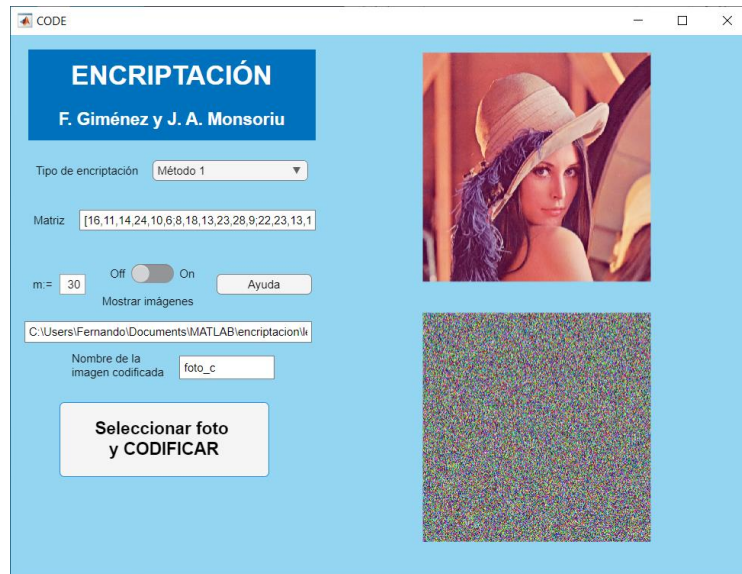 CODE
ENCRIPTACIÓN
F. Giménez y J. A. Monsoriu
Tipo de encriptación Método 1
Matriz [16,11,14,24,10,6;8,18,13,23,28,9;22,23,13,1
Off On
m:= 30 Ayuda
Mostrar imágenes
C:\Users\Fernando\Documents\MATLAB\encriptacion\le
Nombre de la
imagen codificada foto_c
Seleccionar foto
y CODIFICAR